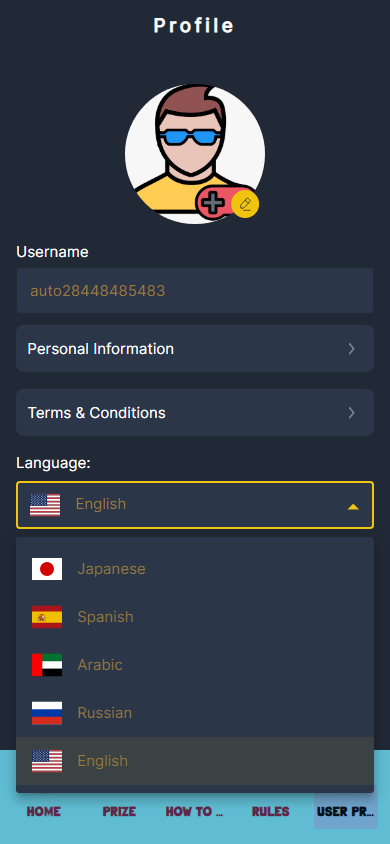 Profile
Username
auto28448485483
Personal Information
Terms & Conditions
Language:
English
Japanese
Spanish
Arabic
Russian
English
HOME PRIZE HOW TO ... RULES USER PR...